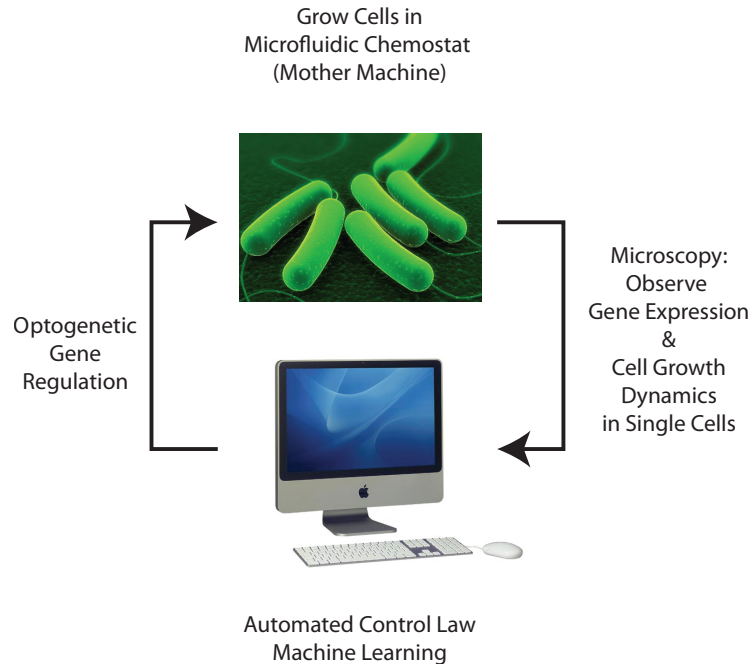 Grow Cells in
Microfluidic Chemostat
(Mother Machine)
Optogenetic
Gene
Regulation
Microscopy:
Observe
Gene Expression
&
Cell Growth
Dynamics
in Single Cells
Automated Control Law
Machine Learning